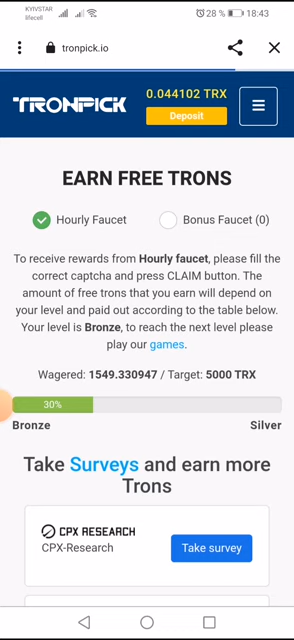 KYIVSTAR
lifecell
28 %
18:43
tronpick.io
TRONPICK
0.044102 TRX
Deposit
EARN FREE TRONS
Hourly Faucet
Bonus Faucet (0)
To receive rewards from Hourly faucet, please fill the
correct captcha and press CLAIM button. The
amount of free trons that you earn will depend on
your level and paid out according to the table below.
Your level is Bronze, to reach the next level please
play our games.
Wagered: 1549.330947 / Target: 5000 TRX
30%
Bronze
Silver
Take Surveys and earn more
Trons
CPX RESEARCH
CPX-Research
Take survey